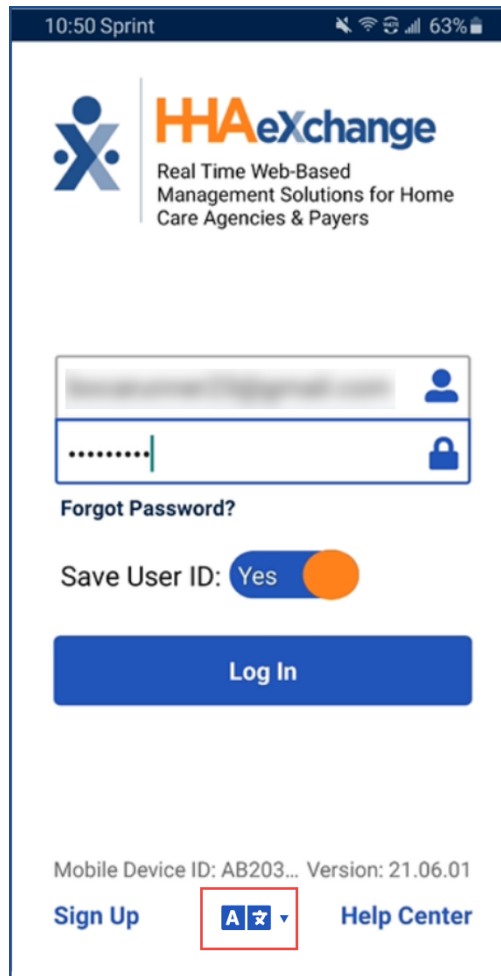 10:50 Sprint 63%
HHAeXchange
Real Time Web-Based
Management Solutions for Home
Care Agencies & Payers
•••••••••
Forgot Password?
Save User ID: Yes
Log In
Mobile Device ID: AB203... Version: 21.06.01
Sign Up A 文 Help Center